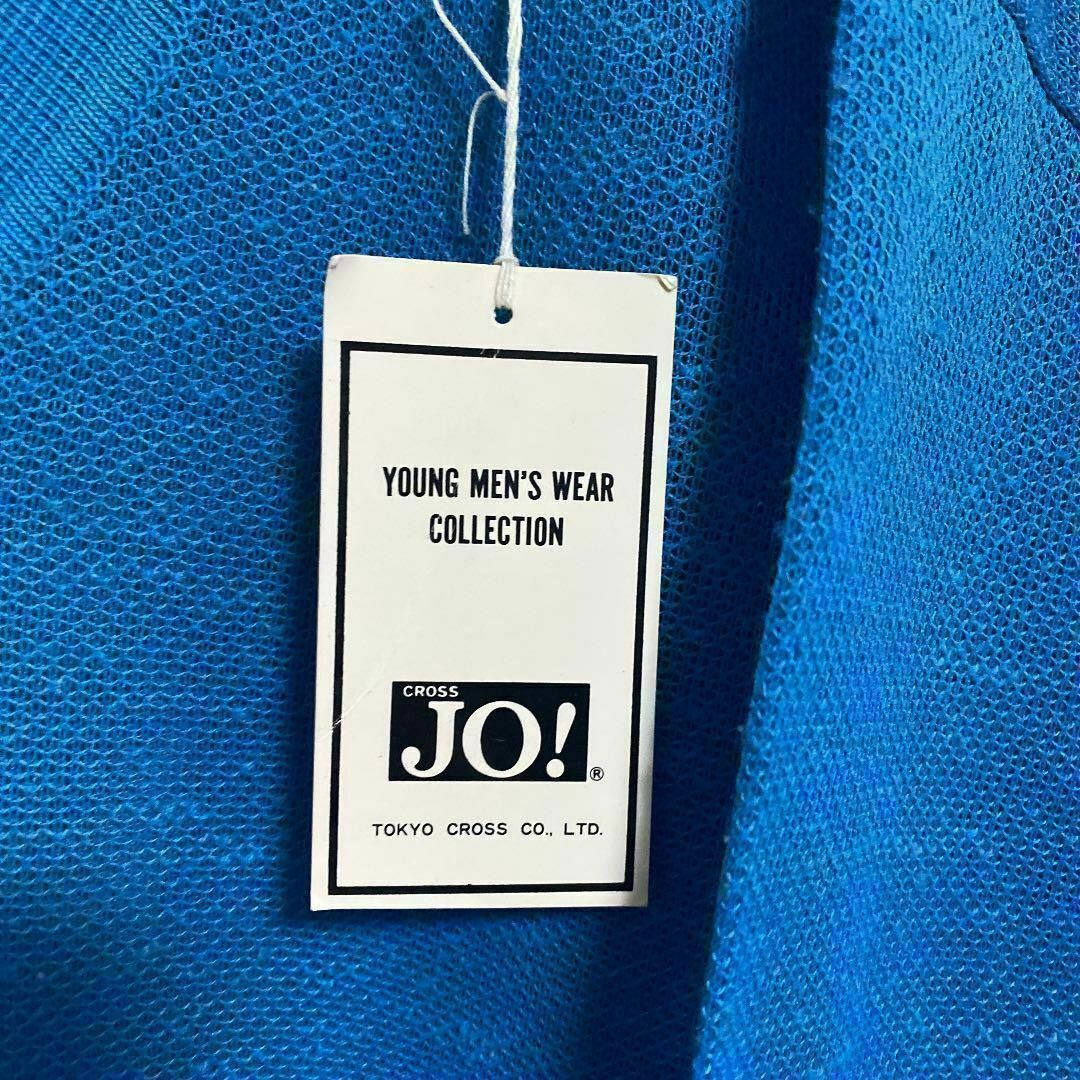 YOUNG MEN'S WEAR
COLLECTION
CROSS
JO!®
TOKYO CROSS CO., LTD.